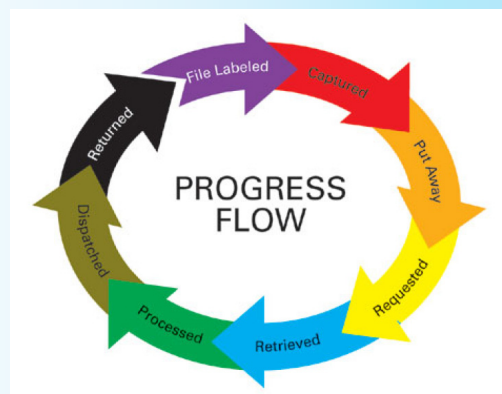 File Labeled
Captured
Put Away
Requested
Retrieved
Processed
Dispatched
Returned
PROGRESS
FLOW